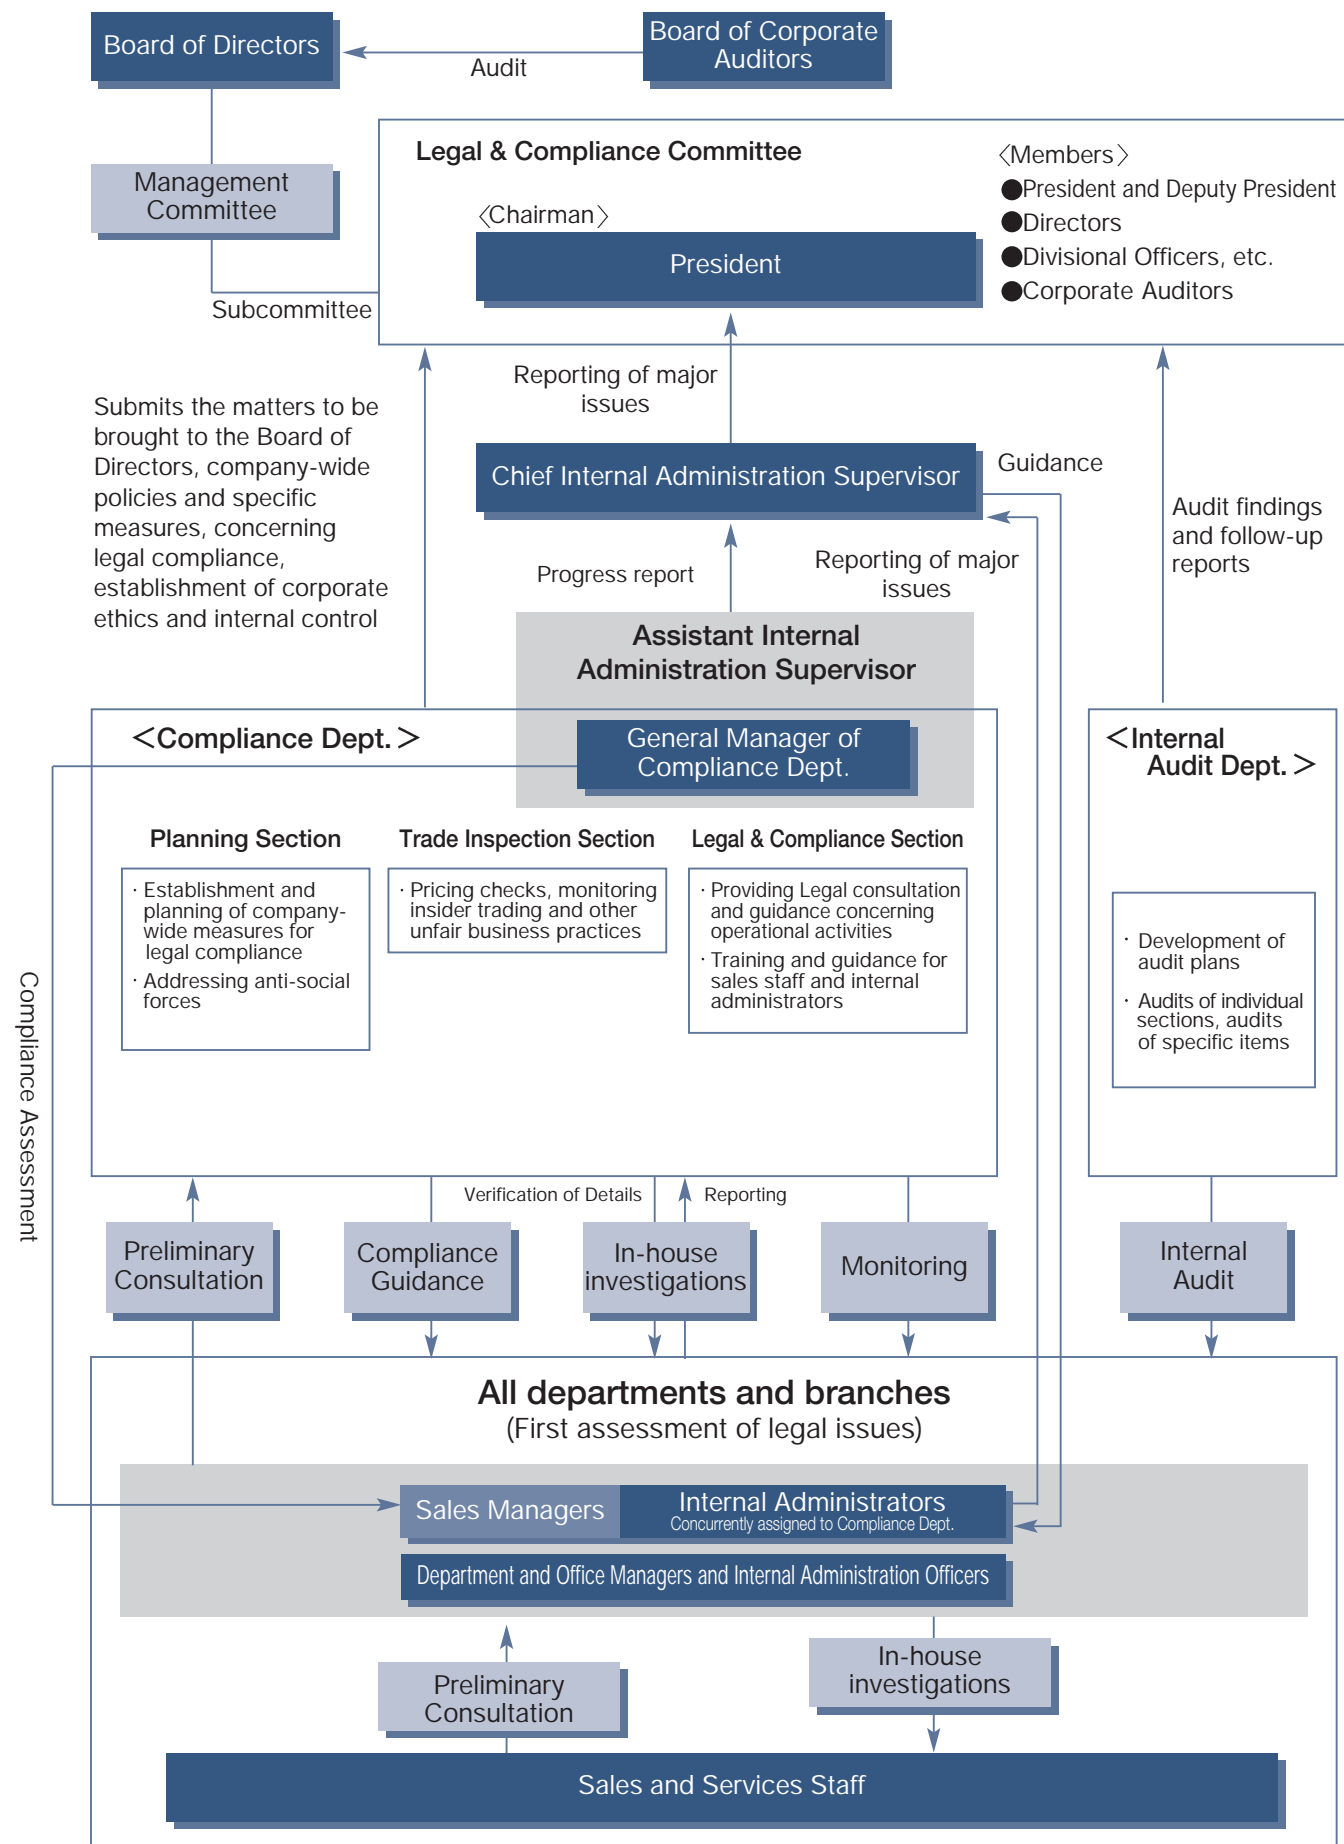 Board of Directors
Board of Corporate
Auditors
Audit
Management
Committee
Subcommittee
Legal & Compliance Committee
〈Chairman〉
President
〈Members〉
●President and Deputy President
●Directors
●Divisional Officers, etc.
●Corporate Auditors
Submits the matters to be
brought to the Board of
Directors, company-wide
policies and specific
measures, concerning
legal compliance,
establishment of corporate
ethics and internal control
Reporting of major
issues
Chief Internal Administration Supervisor
Guidance
Progress report
Reporting of major
issues
Audit findings
and follow-up
reports
Assistant Internal
Administration Supervisor
<Compliance Dept.>
General Manager of
Compliance Dept.
<Internal
Audit Dept.>
Planning Section
· Establishment and
planning of company-
wide measures for
legal compliance
· Addressing anti-social
forces
Trade Inspection Section
· Pricing checks, monitoring
insider trading and other
unfair business practices
Legal & Compliance Section
· Providing Legal consultation
and guidance concerning
operational activities
· Training and guidance for
sales staff and internal
administrators
· Development of
audit plans
· Audits of individual
sections, audits
of specific items
Compliance Assessment
Verification of Details
Reporting
Preliminary
Consultation
Compliance
Guidance
In-house
investigations
Monitoring
Internal
Audit
All departments and branches
(First assessment of legal issues)
Sales Managers
Internal Administrators
Concurrently assigned to Compliance Dept.
Department and Office Managers and Internal Administration Officers
Preliminary
Consultation
In-house
investigations
Sales and Services Staff